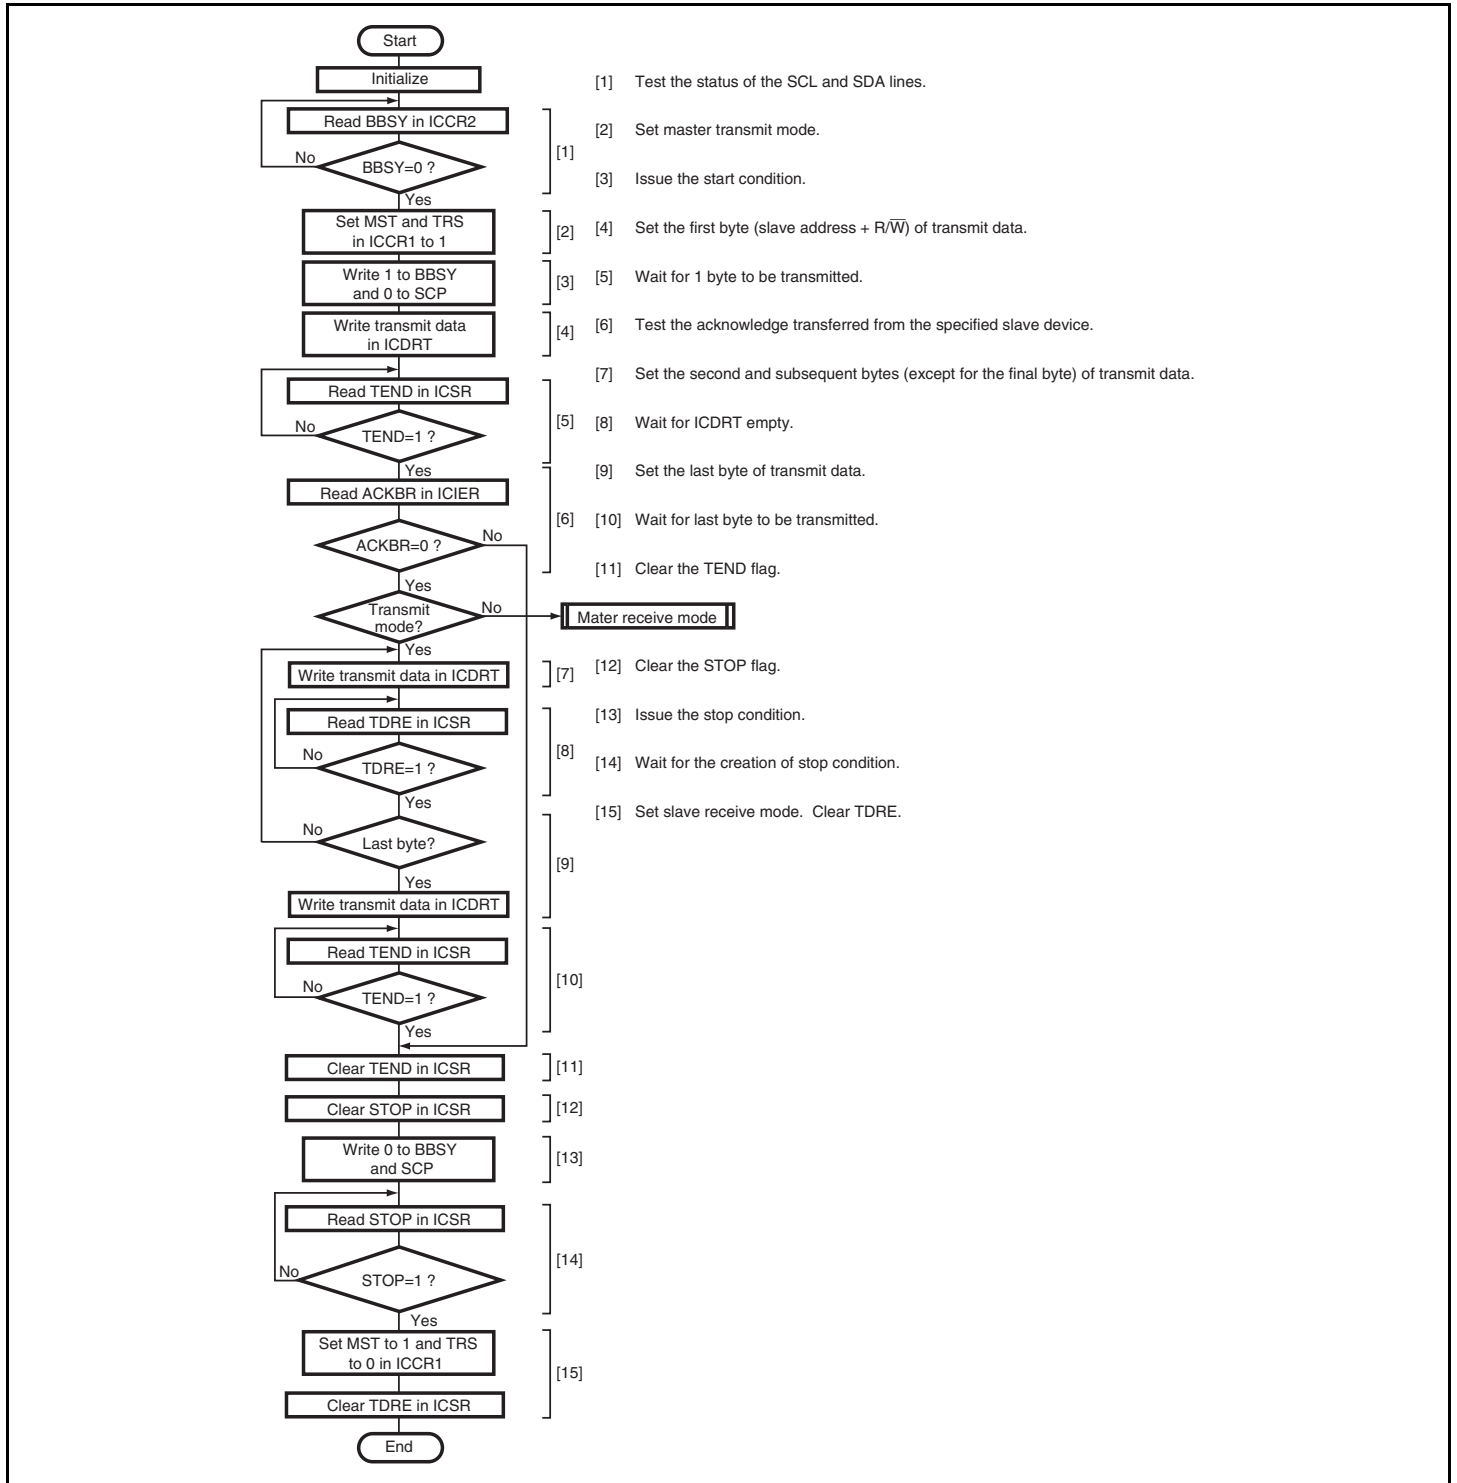 Start
Initialize
Read BBSY in ICCR2
BBSY=0 ?
No
Yes
[1]
Set MST and TRS
in ICCR1 to 1
[2]
Write 1 to BBSY
and 0 to SCP
[3]
Write transmit data
in ICDRT
[4]
Read TEND in ICSR
TEND=1 ?
No
Yes
[5]
Read ACKBR in ICIER
ACKBR=0 ?
No
Yes
[6]
Transmit
mode?
No
Yes
Mater receive mode
Write transmit data in ICDRT
[7]
Read TDRE in ICSR
TDRE=1 ?
No
Yes
[8]
Last byte?
No
Yes
Write transmit data in ICDRT
[9]
Read TEND in ICSR
TEND=1 ?
No
Yes
[10]
Clear TEND in ICSR
[11]
Clear STOP in ICSR
[12]
Write 0 to BBSY
and SCP
[13]
Read STOP in ICSR
STOP=1 ?
No
Yes
[14]
Set MST to 1 and TRS
to 0 in ICCR1
Clear TDRE in ICSR
[15]
End
[1] Test the status of the SCL and SDA lines.
[2] Set master transmit mode.
[3] Issue the start condition.
[4] Set the first byte (slave address + R/W̅) of transmit data.
[5] Wait for 1 byte to be transmitted.
[6] Test the acknowledge transferred from the specified slave device.
[7] Set the second and subsequent bytes (except for the final byte) of transmit data.
[8] Wait for ICDRT empty.
[9] Set the last byte of transmit data.
[10] Wait for last byte to be transmitted.
[11] Clear the TEND flag.
[12] Clear the STOP flag.
[13] Issue the stop condition.
[14] Wait for the creation of stop condition.
[15] Set slave receive mode. Clear TDRE.